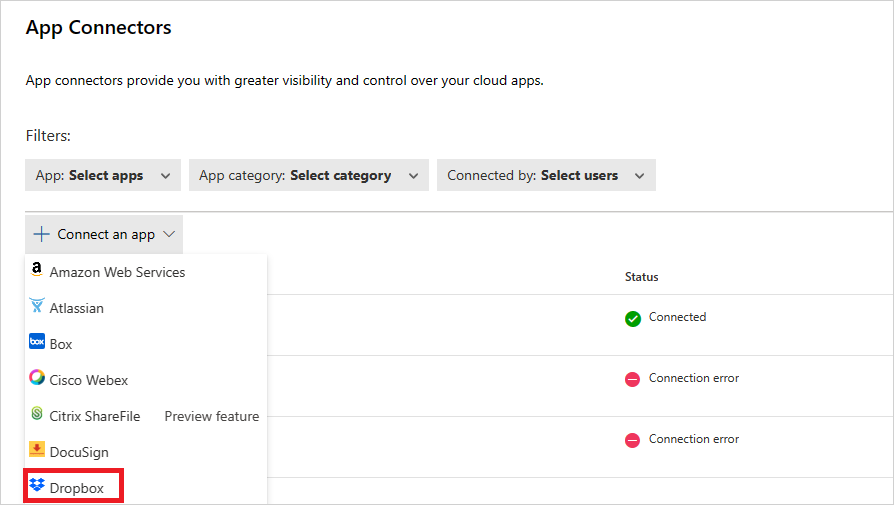 App Connectors
App connectors provide you with greater visibility and control over your cloud apps.
Filters:
App: Select apps App category: Select category Connected by: Select users
Connect an app
Amazon Web Services
Status
Atlassian
Connected
Box
Cisco Webex
Connection error
Citrix ShareFile Preview feature
DocuSign
Connection error
Dropbox